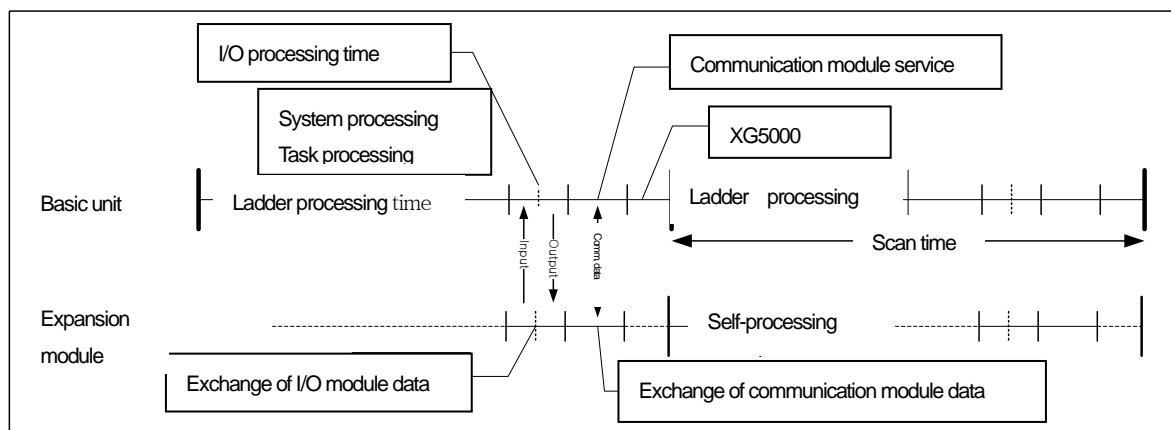 I/O processing time
Communication module service
System processing
Task processing
XG5000
Basic unit
Ladder processing time
Ladder processing
Input
Output
Comm. data
Scan time
Expansion
module
Self-processing
Exchange of I/O module data
Exchange of communication module data